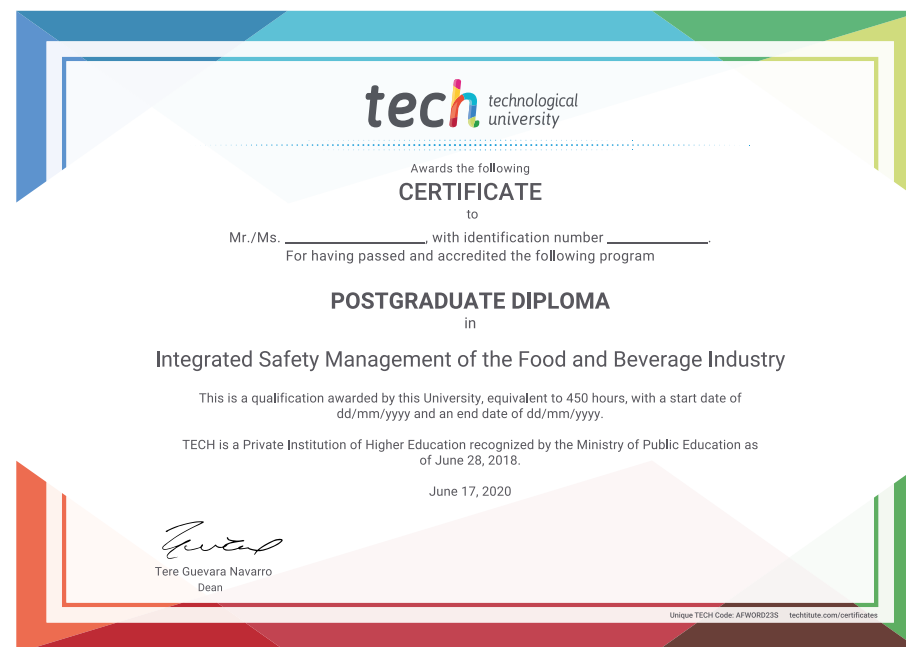 tech technological
university
Awards the following
CERTIFICATE
to
Mr./Ms. ____________________, with identification number ______________.
For having passed and accredited the following program
POSTGRADUATE DIPLOMA
in
Integrated Safety Management of the Food and Beverage Industry
This is a qualification awarded by this University, equivalent to 450 hours, with a start date of
dd/mm/yyyy and an end date of dd/mm/yyyy.
TECH is a Private Institution of Higher Education recognized by the Ministry of Public Education as
of June 28, 2018.
June 17, 2020
Tere Guevara Navarro
Dean
Unique TECH Code: AFWORD23S techtitute.com/certificates